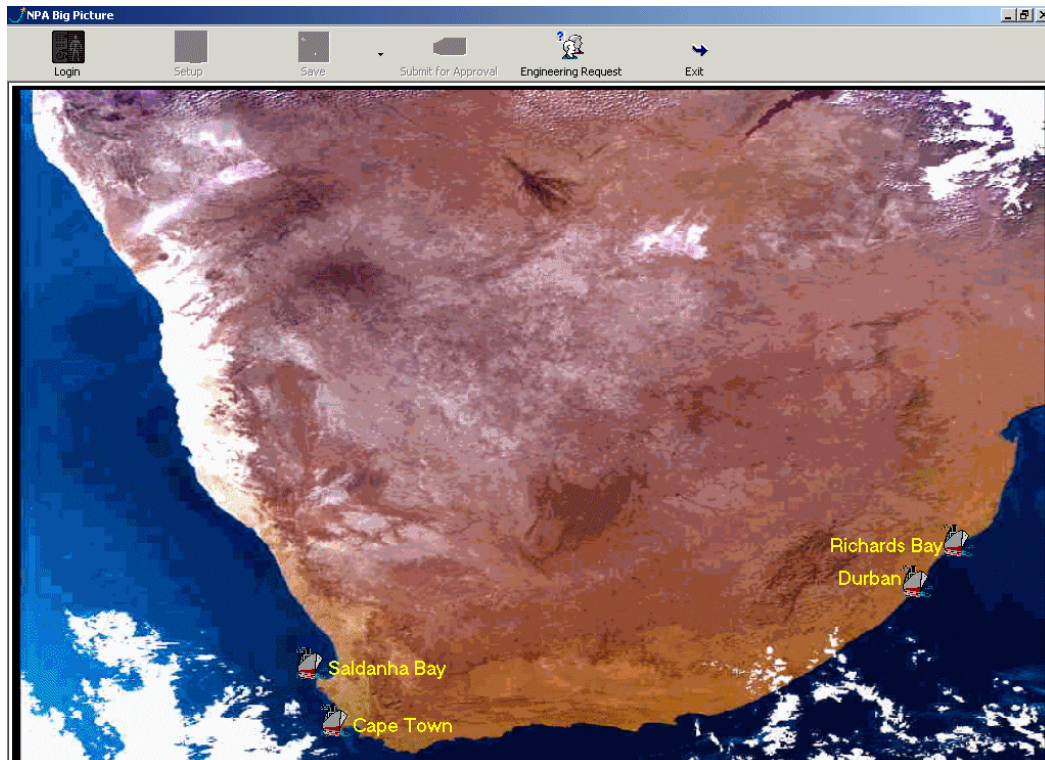 NPA Big Picture
Login
Setup
Save
Submit for Approval
Engineering Request
Exit
Richards Bay
Durban
Saldanha Bay
Cape Town